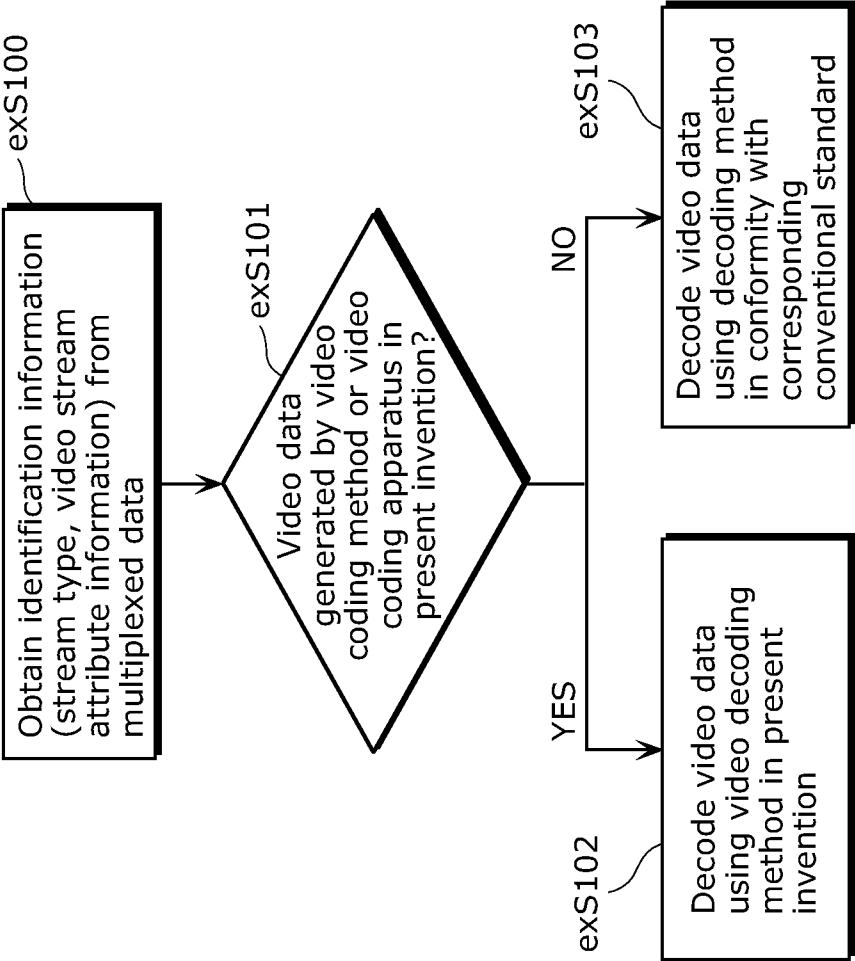 exS100
Obtain identification information
(stream type, video stream
attribute information) from
multiplexed data
exS101
Video data
generated by video
coding method or video
coding apparatus in
present invention?
YES
NO
exS102
Decode video data
using video decoding
method in present
invention
exS103
Decode video data
using decoding method
in conformity with
corresponding
conventional standard